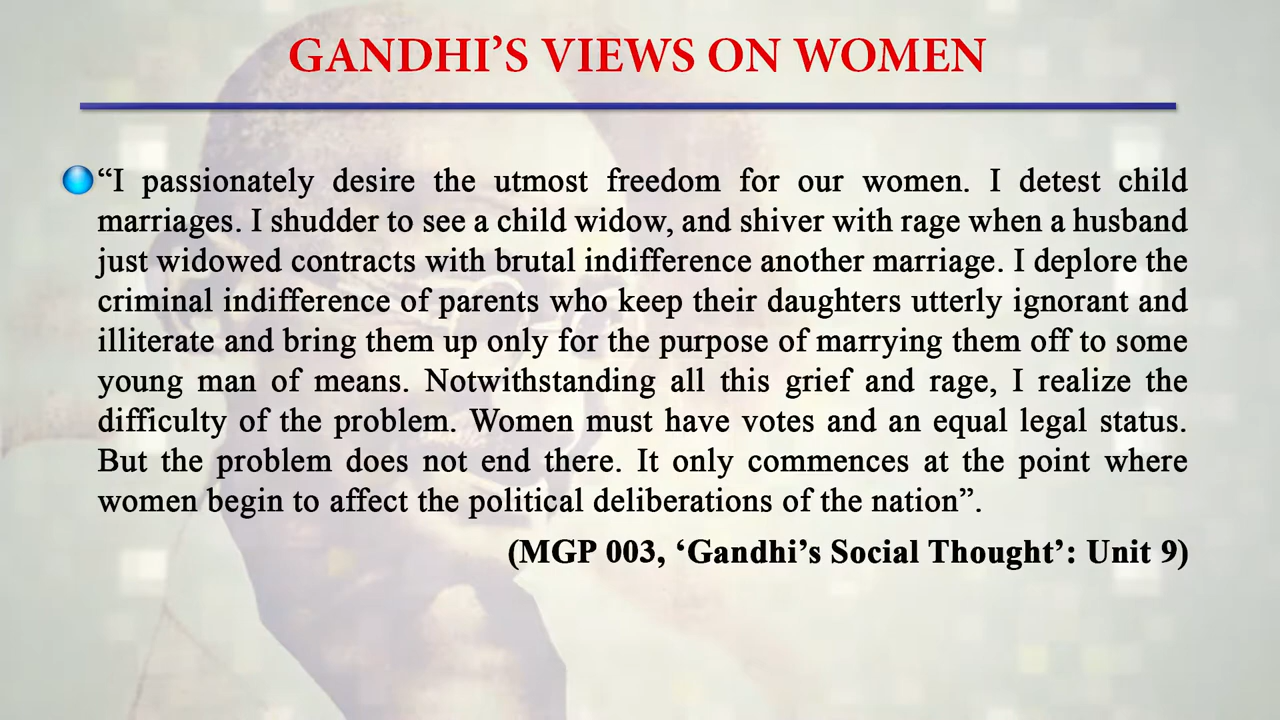 GANDHI’S VIEWS ON WOMEN
“I passionately desire the utmost freedom for our women. I detest child
marriages. I shudder to see a child widow, and shiver with rage when a husband
just widowed contracts with brutal indifference another marriage. I deplore the
criminal indifference of parents who keep their daughters utterly ignorant and
illiterate and bring them up only for the purpose of marrying them off to some
young man of means. Notwithstanding all this grief and rage, I realize the
difficulty of the problem. Women must have votes and an equal legal status.
But the problem does not end there. It only commences at the point where
women begin to affect the political deliberations of the nation”.
(MGP 003, ‘Gandhi’s Social Thought’: Unit 9)